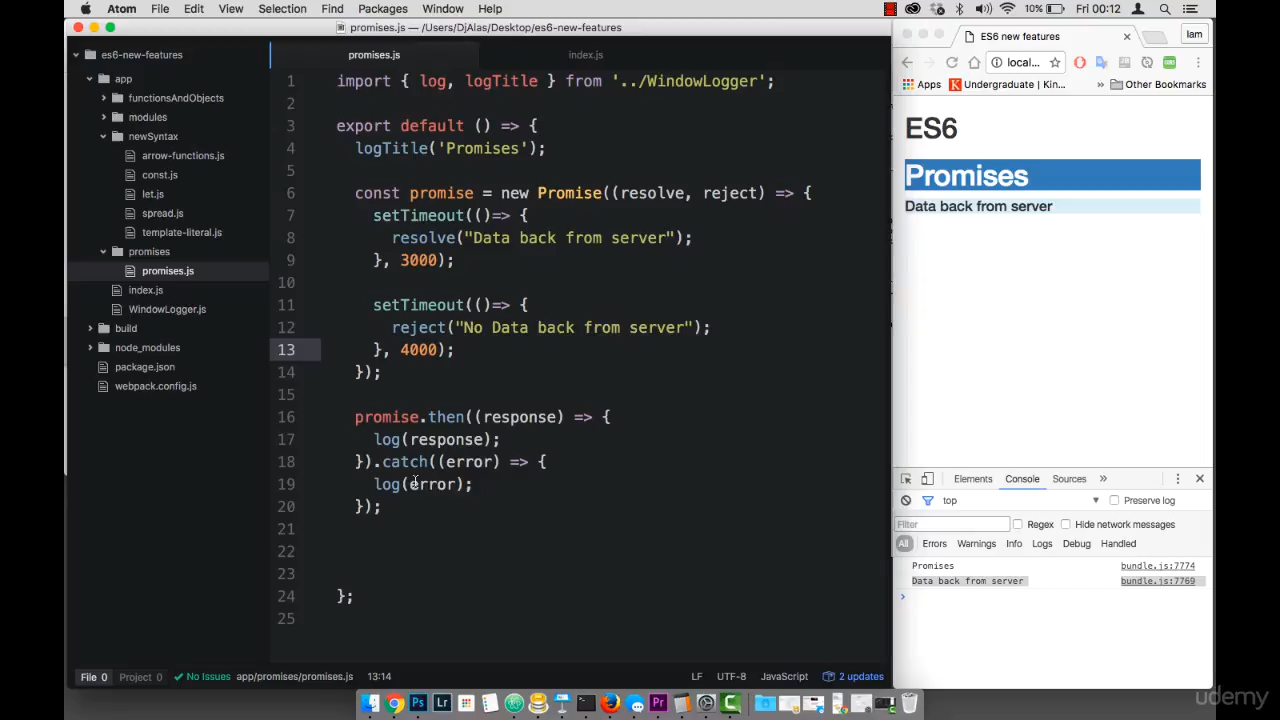 Atom File Edit View Selection Find Packages Window Help 10% Fri 00:12
promises.js — /Users/DjAlas/Desktop/es6-new-features
es6-new-features
app
functionsAndObjects
modules
newSyntax
arrow-functions.js
const.js
let.js
spread.js
template-literal.js
promises
promises.js
index.js
WindowLogger.js
build
node_modules
package.json
webpack.config.js
promises.js index.js
1 import { log, logTitle } from '../WindowLogger';
2
3 export default () => {
4 logTitle('Promises');
5
6 const promise = new Promise((resolve, reject) => {
7 setTimeout(()=> {
8 resolve("Data back from server");
9 }, 3000);
10
11 setTimeout(()=> {
12 reject("No Data back from server");
13 }, 4000);
14 });
15
16 promise.then((response) => {
17 log(response);
18 }).catch((error) => {
19 log(error);
20 });
21
22
23
24 };
25
File 0 Project 0 No Issues app/promises/promises.js 13:14 LF UTF-8 JavaScript 2 updates
ES6 new features
Iam
local...
Apps Undergraduate | Kin... » Other Bookmarks
ES6
Promises
Data back from server
Elements Console Sources »
top Preserve log
Filter Regex Hide network messages
All Errors Warnings Info Logs Debug Handled
Promises bundle.js:7774
Data back from server bundle.js:7769
udemy